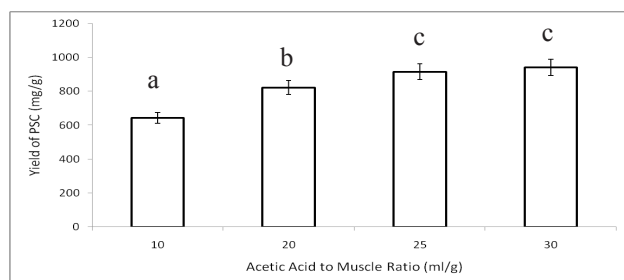 1200
1000
800
600
400
200
0
Yield of PSC (mg/g)
a
b
c
c
10 20 25 30
Acetic Acid to Muscle Ratio (ml/g)